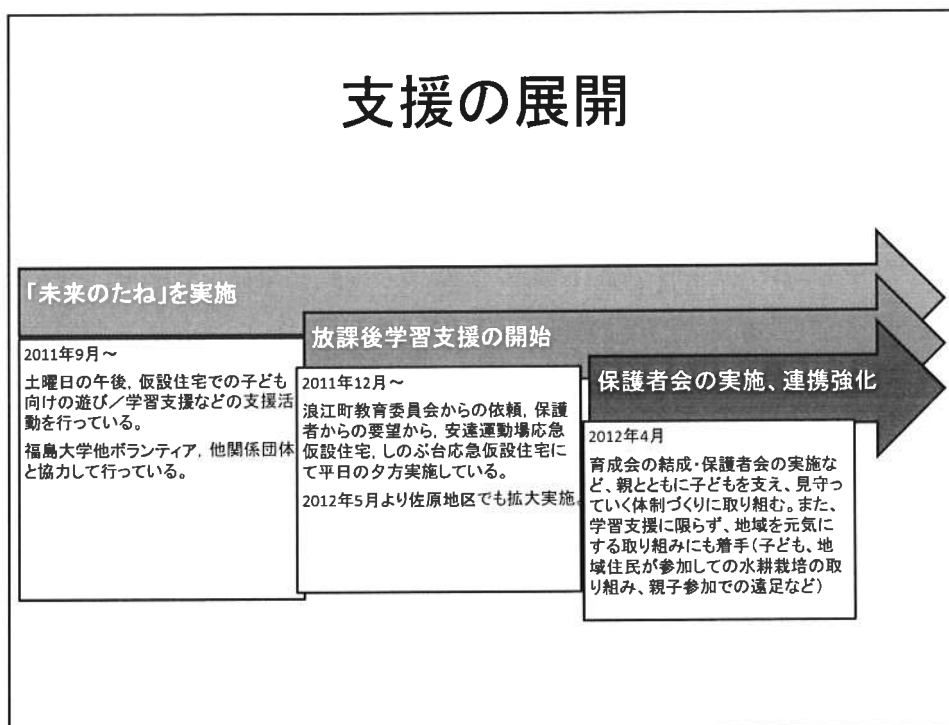 支援の展開
「未来のたね」を実施
2011年9月～
土曜日の午後，仮設住宅での子ども
向けの遊び／学習支援などの支援活
動を行っている。
福島大学他ボランティア，他関係団体
と協力して行っている。
放課後学習支援の開始
2011年12月～
浪江町教育委員会からの依頼，保護
者からの要望から，安達運動場応急
仮設住宅，しのぶ台応急仮設住宅に
て平日の夕方実施している。
2012年5月より佐原地区でも拡大実施。
保護者会の実施、連携強化
2012年4月
育成会の結成・保護者会の実施な
ど、親とともに子どもを支え、見守っ
ていく体制づくりに取り組む。また、
学習支援に限らず、地域を元気に
する取り組みにも着手（子ども、地
域住民が参加しての水耕栽培の取
り組み、親子参加での遠足など）